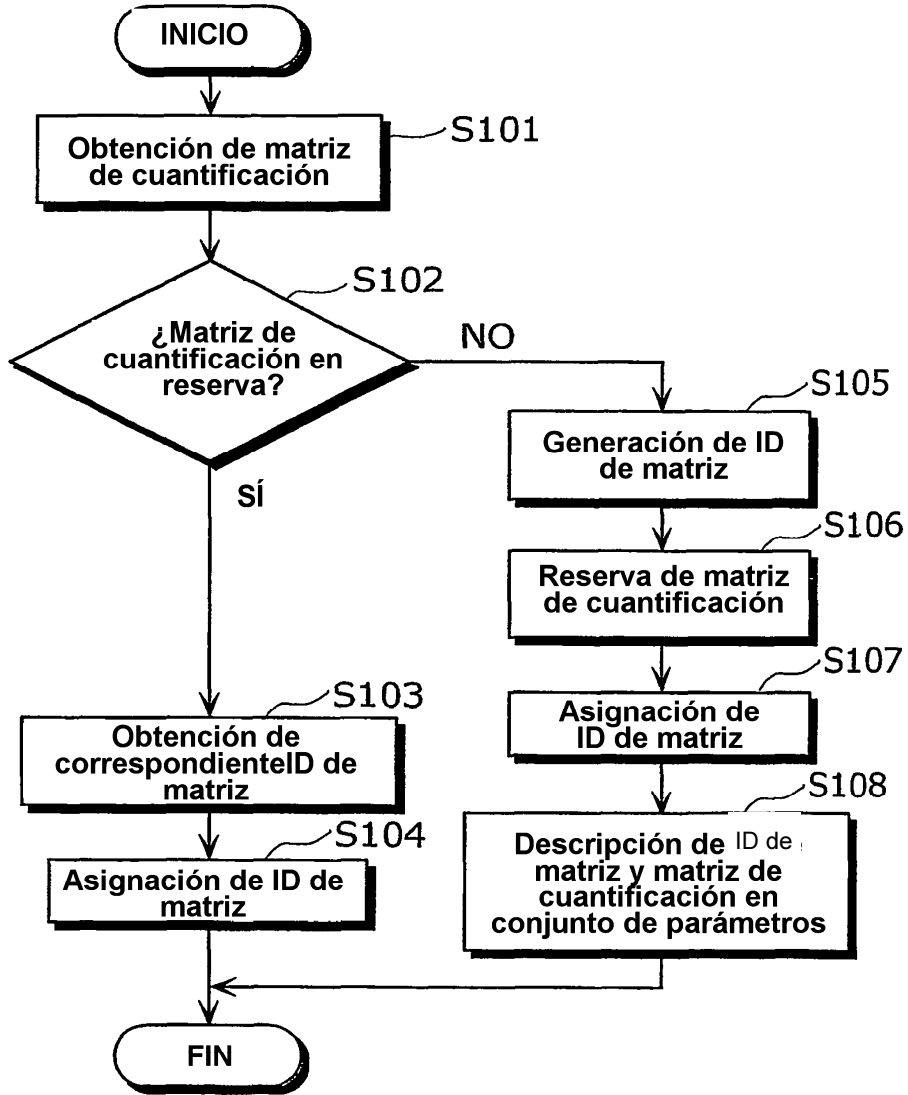 INICIO
S101
Obtención de matriz
de cuantificación
S102
¿Matriz de
cuantificación en
reserva?
NO
SÍ
S105
Generación de ID
de matriz
S106
Reserva de matriz
de cuantificación
S107
Asignación de
ID de matriz
S108
Descripción de ID de
matriz y matriz de
cuantificación en
conjunto de parámetros
S103
Obtención de
correspondienteID de
matriz
S104
Asignación de ID de
matriz
FIN